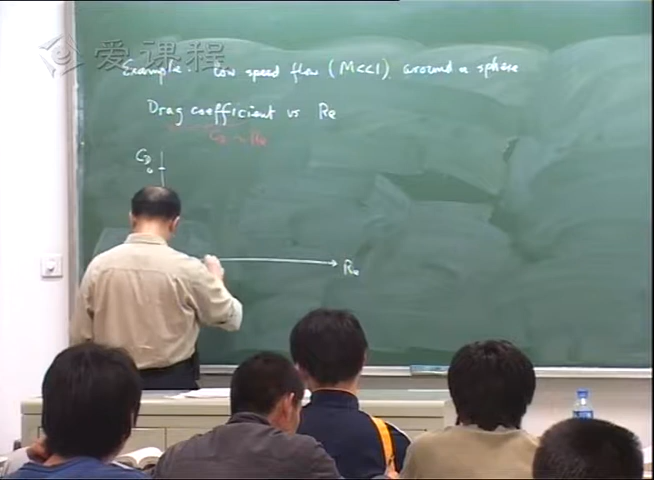 爱课程
Example. Low speed flow (M<<1) around a sphere
Drag coefficient vs Re
C_D ~ Re
C_D
Re